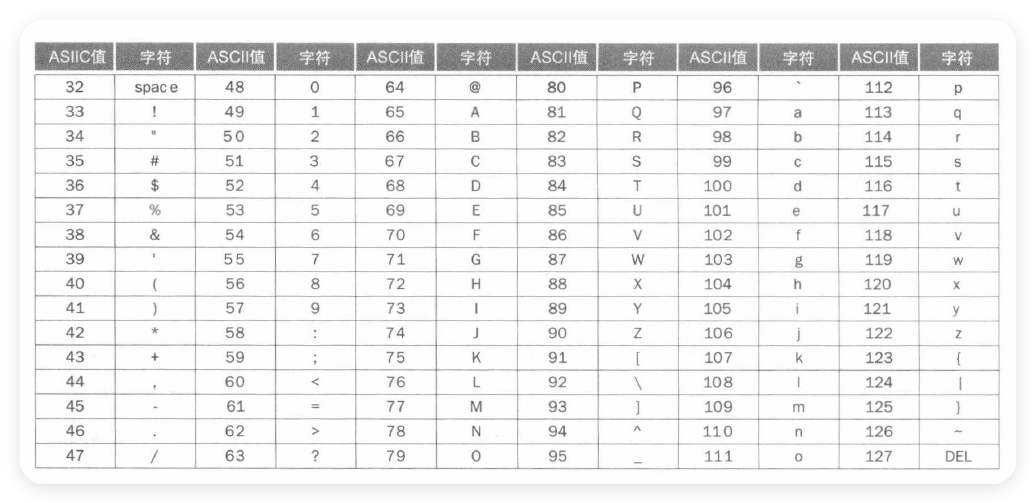 ASIIC值 字符 ASCII值 字符 ASCII值 字符 ASCII值 字符 ASCII值 字符 ASCII值 字符
32 space 48 0 64 @ 80 P 96 ` 112 p
33 ! 49 1 65 A 81 Q 97 a 113 q
34 " 50 2 66 B 82 R 98 b 114 r
35 # 51 3 67 C 83 S 99 c 115 s
36 $ 52 4 68 D 84 T 100 d 116 t
37 % 53 5 69 E 85 U 101 e 117 u
38 & 54 6 70 F 86 V 102 f 118 v
39 ' 55 7 71 G 87 W 103 g 119 w
40 ( 56 8 72 H 88 X 104 h 120 x
41 ) 57 9 73 I 89 Y 105 i 121 y
42 * 58 : 74 J 90 Z 106 j 122 z
43 + 59 ; 75 K 91 [ 107 k 123 {
44 , 60 < 76 L 92 \ 108 l 124 |
45 - 61 = 77 M 93 ] 109 m 125 }
46 . 62 > 78 N 94 ^ 110 n 126 ~
47 / 63 ? 79 O 95 _ 111 o 127 DEL